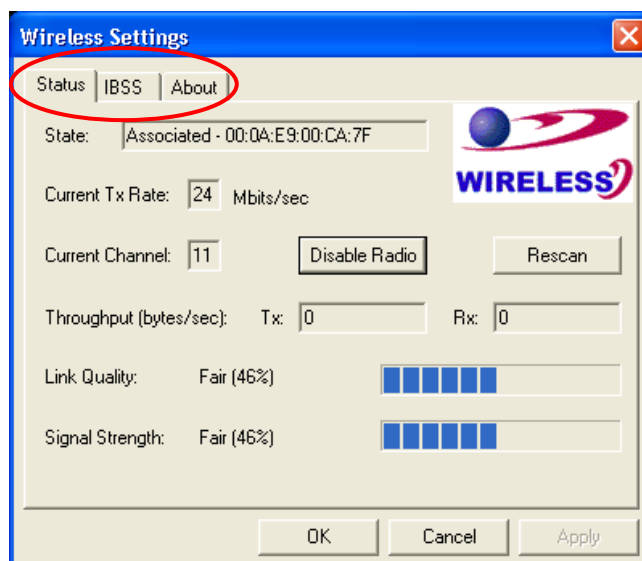 Wireless Settings
Status IBSS About
State: Associated - 00:0A:E9:00:CA:7F
WIRELESS
Current Tx Rate: 24 Mbits/sec
Current Channel: 11 Disable Radio Rescan
Throughput (bytes/sec): Tx: 0 Rx: 0
Link Quality: Fair (46%)
Signal Strength: Fair (46%)
OK Cancel Apply